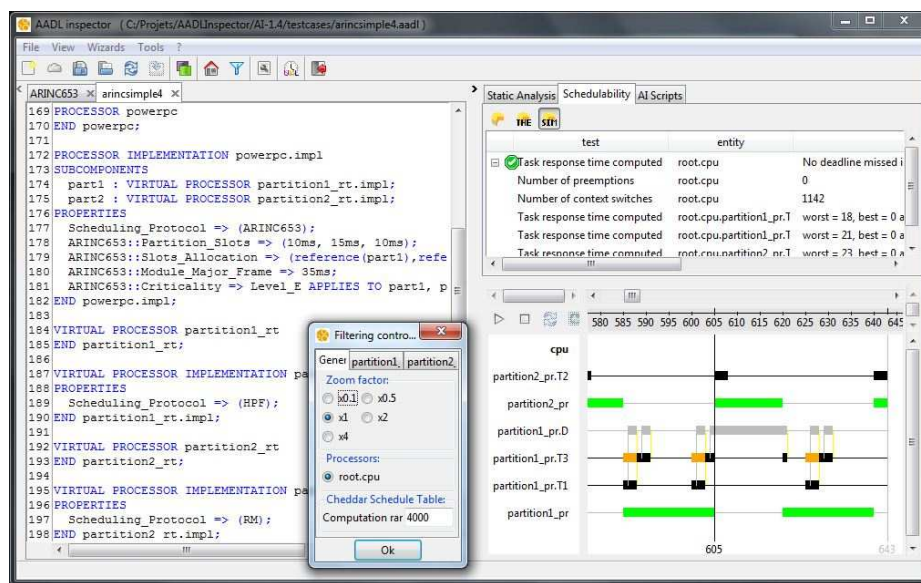 AADL inspector ( C:/Projets/AADLInspector/AI-1.4/testcases/arincsimple4.aadl )
File View Wizards Tools ?
ARINC653 arincsimple4
169 PROCESSOR powerpc
170 END powerpc;
171
172 PROCESSOR IMPLEMENTATION powerpc.impl
173 SUBCOMPONENTS
174 part1 : VIRTUAL PROCESSOR partition1_rt.impl;
175 part2 : VIRTUAL PROCESSOR partition2_rt.impl;
176 PROPERTIES
177 Scheduling_Protocol => (ARINC653);
178 ARINC653::Partition_Slots => (10ms, 15ms, 10ms);
179 ARINC653::Slots_Allocation => (reference(part1),refe
180 ARINC653::Module_Major_Frame => 35ms;
181 ARINC653::Criticality => Level_E APPLIES TO part1, p
182 END powerpc.impl;
183
184 VIRTUAL PROCESSOR partition1_rt
185 END partition1_rt;
186
187 VIRTUAL PROCESSOR IMPLEMENTATION pa
188 PROPERTIES
189 Scheduling_Protocol => (HPF);
190 END partition1_rt.impl;
191
192 VIRTUAL PROCESSOR partition2_rt
193 END partition2_rt;
194
195 VIRTUAL PROCESSOR IMPLEMENTATION pa
196 PROPERTIES
197 Scheduling_Protocol => (RM);
198 END partition2_rt.impl;
Filtering contro...
Gener partition1_ partition2_
Zoom factor:
x0.1 x0.5
x1 x2
x4
Processors:
root.cpu
Cheddar Schedule Table:
Computation rar 4000
Ok
Static Analysis Schedulability AI Scripts
THE SIM
test entity
Task response time computed root.cpu No deadline missed i
Number of preemptions root.cpu 0
Number of context switches root.cpu 1142
Task response time computed root.cpu.partition1_pr.T worst = 18, best = 0 a
Task response time computed root.cpu.partition1_pr.T worst = 21, best = 0 a
Task response time computed root.cpu.partition2_pr.T worst = 23, best = 0 a
580 585 590 595 600 605 610 615 620 625 630 635 640 645
cpu
partition2_pr.T2
partition2_pr
partition1_pr.D
partition1_pr.T3
partition1_pr.T1
partition1_pr
605 643